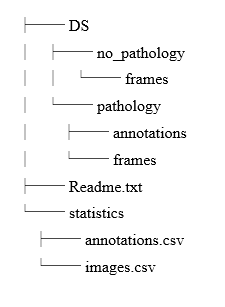 DS
no_pathology
frames
pathology
annotations
frames
Readme.txt
statistics
annotations.csv
images.csv